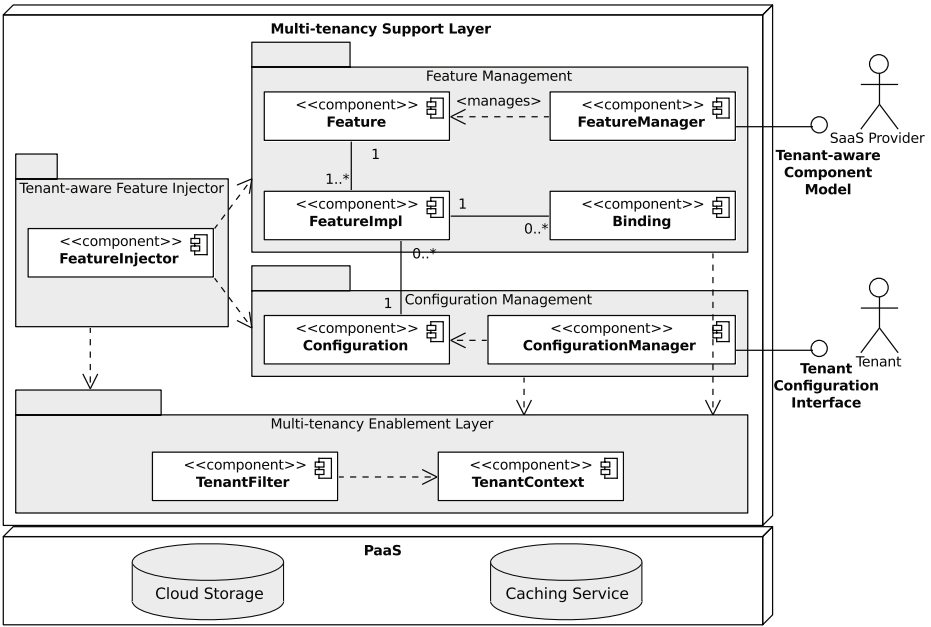 Multi-tenancy Support Layer
Feature Management
<<component>>
Feature
<manages>
<<component>>
FeatureManager
SaaS Provider
Tenant-aware
Component
Model
1
1..*
Tenant-aware Feature Injector
<<component>>
FeatureInjector
<<component>>
FeatureImpl
1
0..*
<<component>>
Binding
0..*
1
Configuration Management
<<component>>
Configuration
<<component>>
ConfigurationManager
Tenant
Tenant
Configuration
Interface
Multi-tenancy Enablement Layer
<<component>>
TenantFilter
<<component>>
TenantContext
PaaS
Cloud Storage
Caching Service